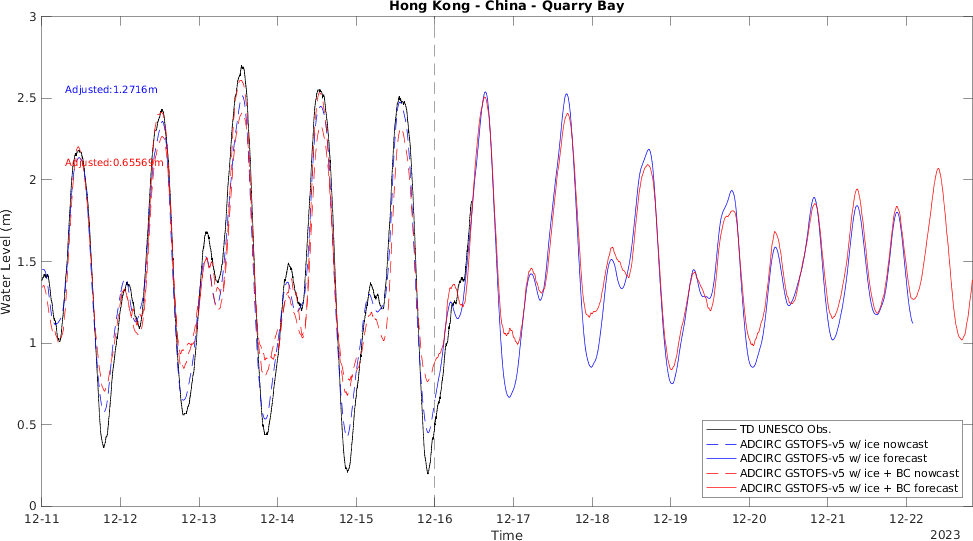 Hong Kong - China - Quarry Bay
3
2.5
2
1.5
1
0.5
0
Water Level (m)
Adjusted:1.2716m
Adjusted:0.65569m
TD UNESCO Obs.
ADCIRC GSTOFS-v5 w/ ice nowcast
ADCIRC GSTOFS-v5 w/ ice forecast
ADCIRC GSTOFS-v5 w/ ice + BC nowcast
ADCIRC GSTOFS-v5 w/ ice + BC forecast
12-11 12-12 12-13 12-14 12-15 12-16 12-17 12-18 12-19 12-20 12-21 12-22
Time
2023